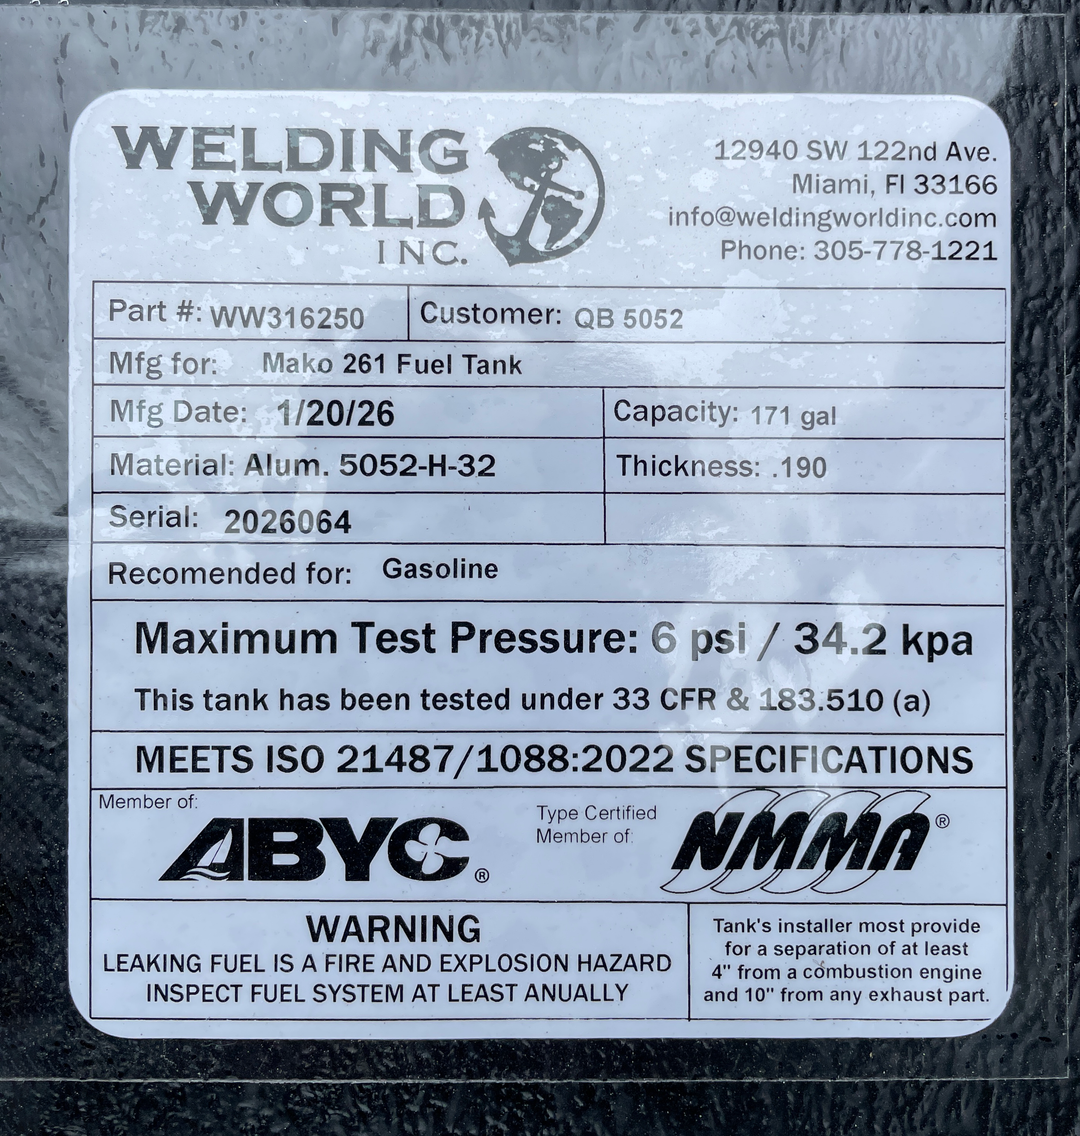 WELDING
WORLD
INC.
12940 SW 122nd Ave.
Miami, Fl 33166
info@weldingworldinc.com
Phone: 305-778-1221
Part #: WW316250
Customer: QB 5052
Mfg for: Mako 261 Fuel Tank
Mfg Date: 1/20/26
Capacity: 171 gal
Material: Alum. 5052-H-32
Thickness: .190
Serial: 2026064
Recomended for: Gasoline
Maximum Test Pressure: 6 psi / 34.2 kpa
This tank has been tested under 33 CFR & 183.510 (a)
MEETS ISO 21487/1088:2022 SPECIFICATIONS
Member of:
ABYC®
Type Certified
Member of:
NMMA®
WARNING
LEAKING FUEL IS A FIRE AND EXPLOSION HAZARD
INSPECT FUEL SYSTEM AT LEAST ANUALLY
Tank's installer most provide
for a separation of at least
4" from a combustion engine
and 10" from any exhaust part.